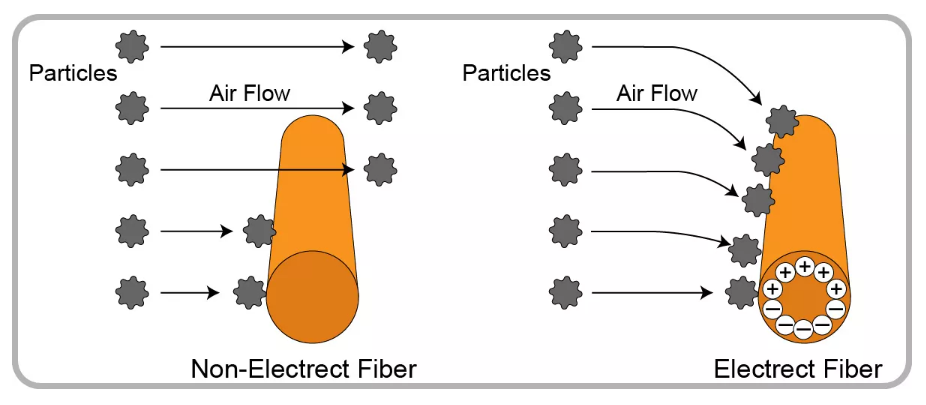 Particles
Air Flow
Non-Electrect Fiber
Particles
Air Flow
+ + + + +
− − − − −
Electrect Fiber